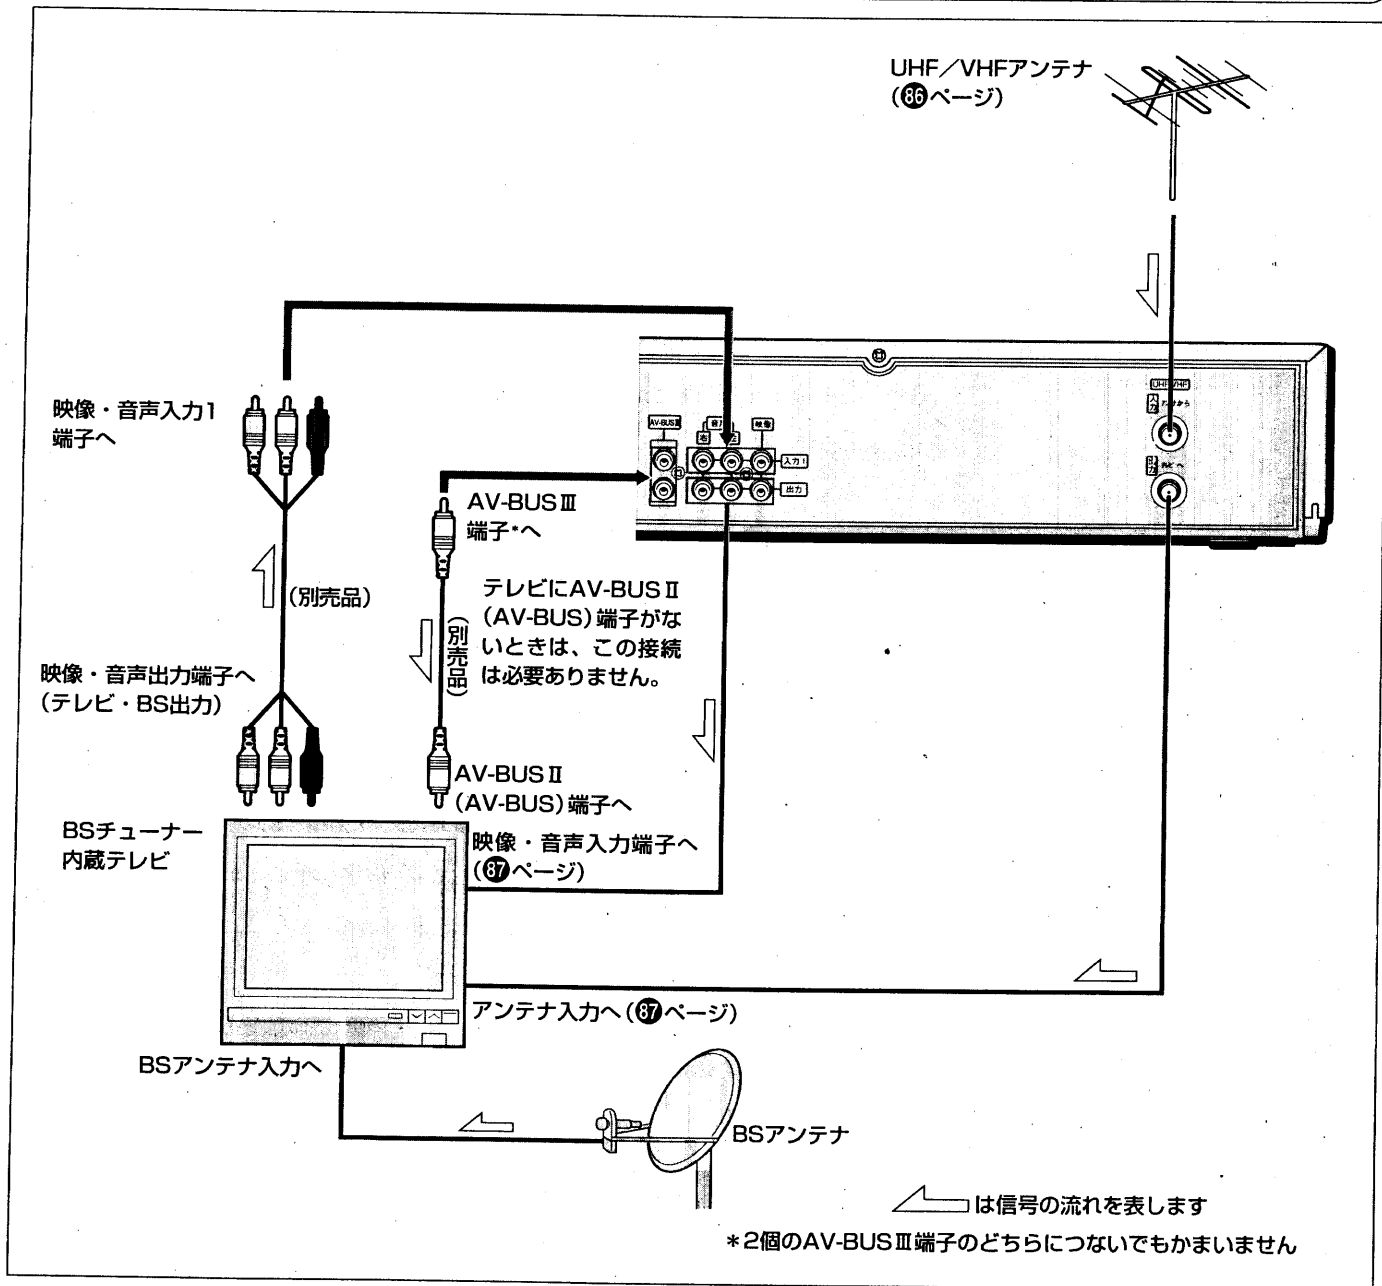 UHF／VHFアンテナ
（86ページ）
映像・音声入力1
端子へ
AV-BUSⅢ
音声
右
左
映像
入力1
出力
UHF/VHF
入力
アンテナから
出力
テレビへ
AV-BUSⅢ
端子*へ
（別売品）
（別売品）
テレビにAV-BUSⅡ
（AV-BUS）端子がな
いときは、この接続
は必要ありません。
映像・音声出力端子へ
（テレビ・BS出力）
AV-BUSⅡ
（AV-BUS）端子へ
BSチューナー
内蔵テレビ
映像・音声入力端子へ
（87ページ）
アンテナ入力へ（87ページ）
BSアンテナ入力へ
BSアンテナ
は信号の流れを表します
＊2個のAV-BUSⅢ端子のどちらにつないでもかまいません